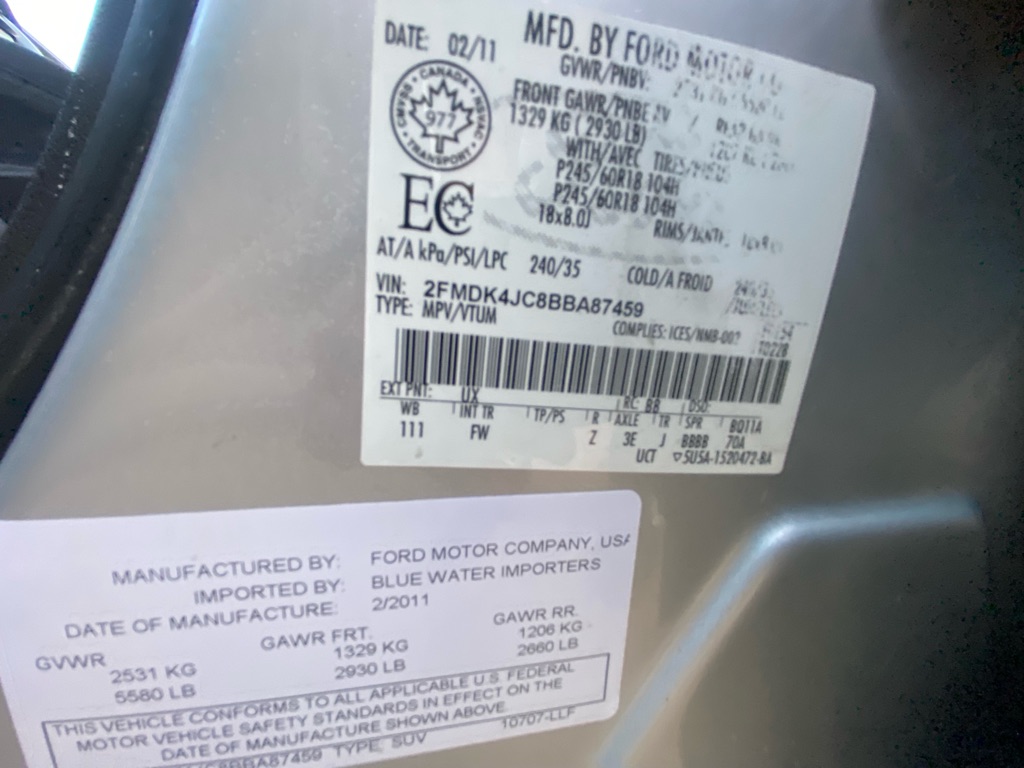 DATE: 02/11
MFD. BY FORD MOTOR
GVWR/PNBV:
FRONT GAWR/PNBE AV
1329 KG ( 2930 LB)
WITH/AVEC TIRES/
P245/60R18 104H
P245/60R18 104H
18x8.0J RIMS/
CANADA
977
TRANSPORT
EC
AT/A kPa/PSI/LPC 240/35 COLD/A FROID
VIN: 2FMDK4JC8BBA87459
TYPE: MPV/VTUM
COMPLIES: ICES/NMB-002
EXT PNT: UX RC: BB DSO:
WB INT TR TP/PS R AXLE TR SPR BQ11A
111 FW Z 3E J BBBB 70A
UCT ▽5U5A-1520472-BA
MANUFACTURED BY: FORD MOTOR COMPANY, USA
IMPORTED BY: BLUE WATER IMPORTERS
DATE OF MANUFACTURE: 2/2011
GVWR GAWR FRT. GAWR RR.
2531 KG 1329 KG 1206 KG
5580 LB 2930 LB 2660 LB
THIS VEHICLE CONFORMS TO ALL APPLICABLE U.S. FEDERAL
MOTOR VEHICLE SAFETY STANDARDS IN EFFECT ON THE
DATE OF MANUFACTURE SHOWN ABOVE.
10707-LLF
8BBA87459 TYPE, SUV